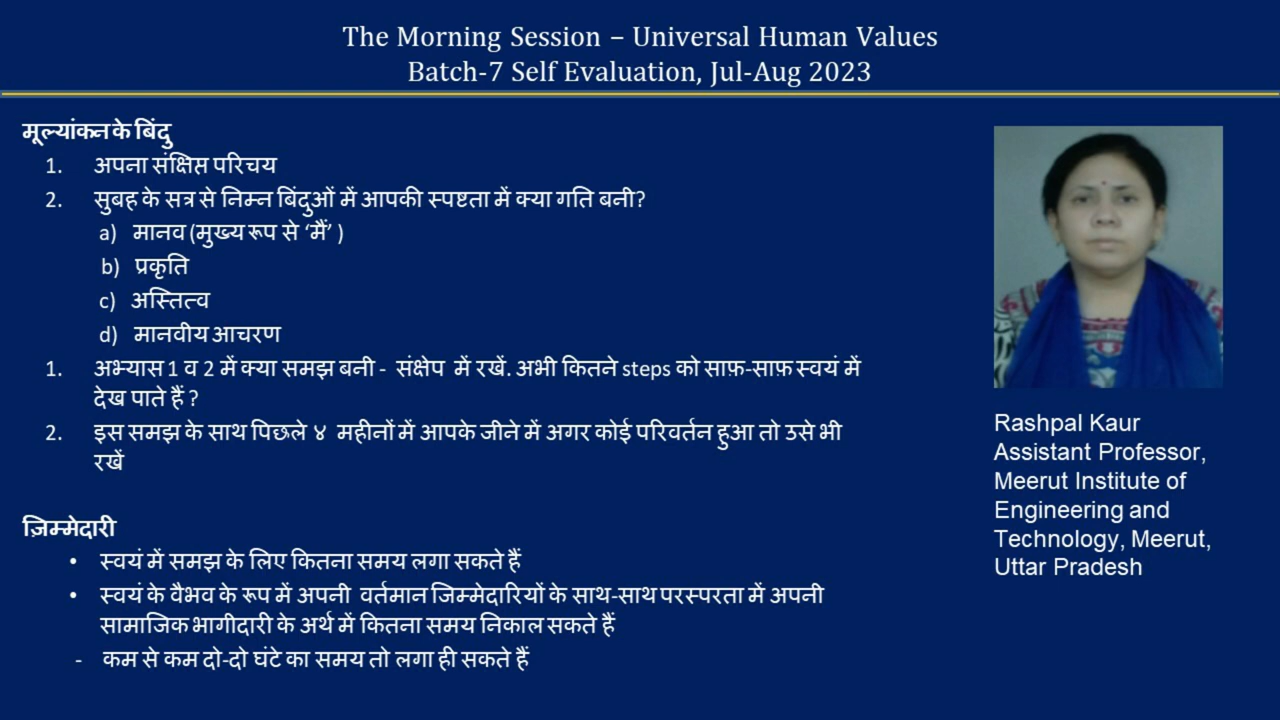 The Morning Session – Universal Human Values
Batch-7 Self Evaluation, Jul-Aug 2023
मूल्यांकन के बिंदु
1. अपना संक्षिप्त परिचय
2. सुबह के सत्र से निम्न बिंदुओं में आपकी स्पष्टता में क्या गति बनी?
a) मानव (मुख्य रूप से ‘मैं’ )
b) प्रकृति
c) अस्तित्व
d) मानवीय आचरण
1. अभ्यास 1 व 2 में क्या समझ बनी - संक्षेप में रखें. अभी कितने steps को साफ़-साफ़ स्वयं में
देख पाते हैं ?
2. इस समझ के साथ पिछले ४ महीनों में आपके जीने में अगर कोई परिवर्तन हुआ तो उसे भी
रखें
ज़िम्मेदारी
• स्वयं में समझ के लिए कितना समय लगा सकते हैं
• स्वयं के वैभव के रूप में अपनी वर्तमान जिम्मेदारियों के साथ-साथ परस्परता में अपनी
सामाजिक भागीदारी के अर्थ में कितना समय निकाल सकते हैं
- कम से कम दो-दो घंटे का समय तो लगा ही सकते हैं
Rashpal Kaur
Assistant Professor,
Meerut Institute of
Engineering and
Technology, Meerut,
Uttar Pradesh